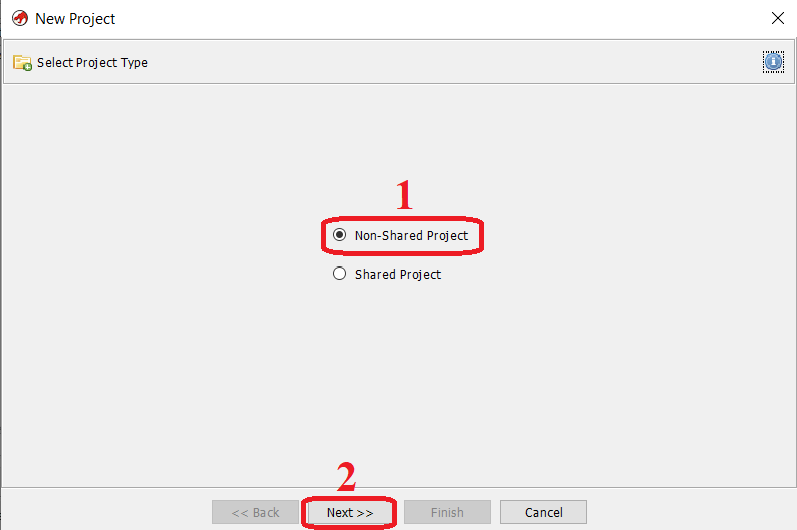 New Project
Select Project Type
1
Non-Shared Project
Shared Project
2
<< Back Next >> Finish Cancel